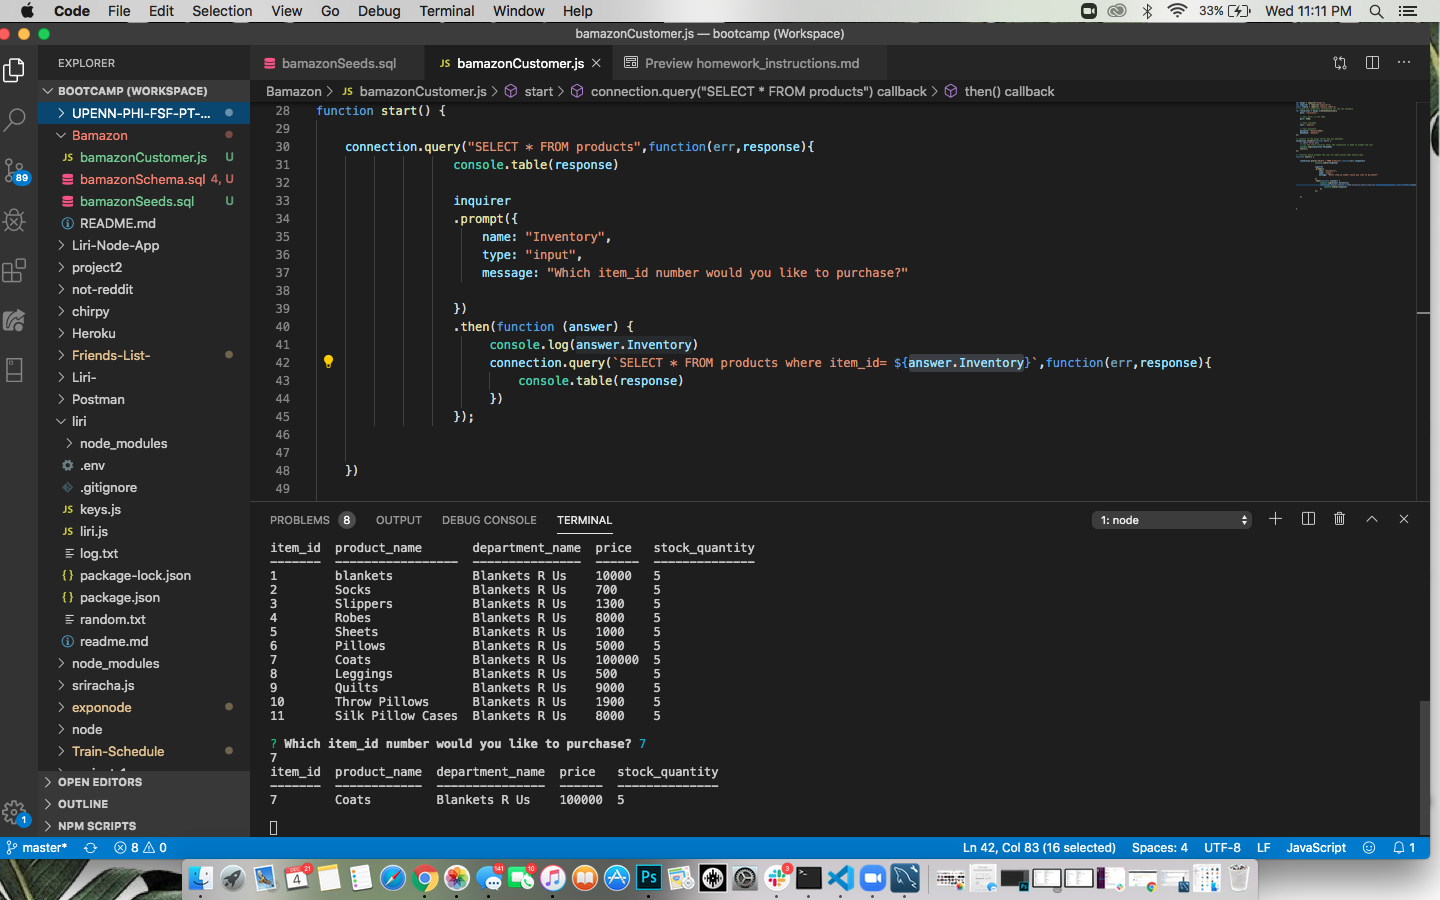 Code File Edit Selection View Go Debug Terminal Window Help 33% Wed 11:11 PM
bamazonCustomer.js — bootcamp (Workspace)
EXPLORER
bamazonSeeds.sql JS bamazonCustomer.js Preview homework_instructions.md
BOOTCAMP (WORKSPACE)
Bamazon > JS bamazonCustomer.js > start > connection.query("SELECT * FROM products") callback > then() callback
UPENN-PHI-FSF-PT-...
Bamazon
JS bamazonCustomer.js U
bamazonSchema.sql 4, U
bamazonSeeds.sql U
README.md
Liri-Node-App
project2
not-reddit
chirpy
Heroku
Friends-List-
Liri-
Postman
liri
node_modules
.env
.gitignore
JS keys.js
JS liri.js
log.txt
{} package-lock.json
{} package.json
random.txt
readme.md
node_modules
sriracha.js
exponode
node
Train-Schedule
OPEN EDITORS
OUTLINE
NPM SCRIPTS
89
1
28 function start() {
29
30 connection.query("SELECT * FROM products",function(err,response){
31 console.table(response)
32
33 inquirer
34 .prompt({
35 name: "Inventory",
36 type: "input",
37 message: "Which item_id number would you like to purchase?"
38
39 })
40 .then(function (answer) {
41 console.log(answer.Inventory)
42 connection.query(`SELECT * FROM products where item_id= ${answer.Inventory}`,function(err,response){
43 console.table(response)
44 })
45 });
46
47
48 })
49
PROBLEMS 8 OUTPUT DEBUG CONSOLE TERMINAL 1: node
item_id product_name department_name price stock_quantity
------- ----------------- --------------- ------ --------------
1 blankets Blankets R Us 10000 5
2 Socks Blankets R Us 700 5
3 Slippers Blankets R Us 1300 5
4 Robes Blankets R Us 8000 5
5 Sheets Blankets R Us 1000 5
6 Pillows Blankets R Us 5000 5
7 Coats Blankets R Us 100000 5
8 Leggings Blankets R Us 500 5
9 Quilts Blankets R Us 9000 5
10 Throw Pillows Blankets R Us 1900 5
11 Silk Pillow Cases Blankets R Us 8000 5
? Which item_id number would you like to purchase? 7
7
item_id product_name department_name price stock_quantity
------- ------------ --------------- ------ --------------
7 Coats Blankets R Us 100000 5
master* 8 0 Ln 42, Col 83 (16 selected) Spaces: 4 UTF-8 LF JavaScript 1
DEC 4 21 141 10 Ps 3